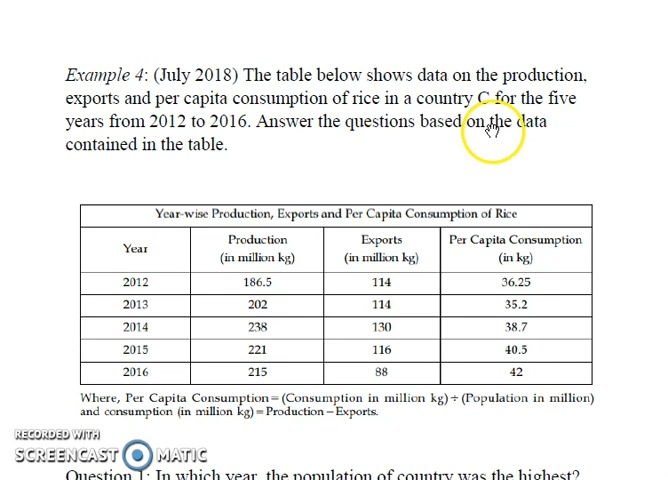 Example 4: (July 2018) The table below shows data on the production,
exports and per capita consumption of rice in a country C for the five
years from 2012 to 2016. Answer the questions based on the data
contained in the table.
Year-wise Production, Exports and Per Capita Consumption of Rice
Year Production (in million kg) Exports (in million kg) Per Capita Consumption (in kg)
2012 186.5 114 36.25
2013 202 114 35.2
2014 238 130 38.7
2015 221 116 40.5
2016 215 88 42
Where, Per Capita Consumption = (Consumption in million kg) ÷ (Population in million)
and consumption (in million kg) = Production − Exports.
RECORDED WITH
SCREENCAST MATIC
Question 1: In which year, the population of country was the highest?